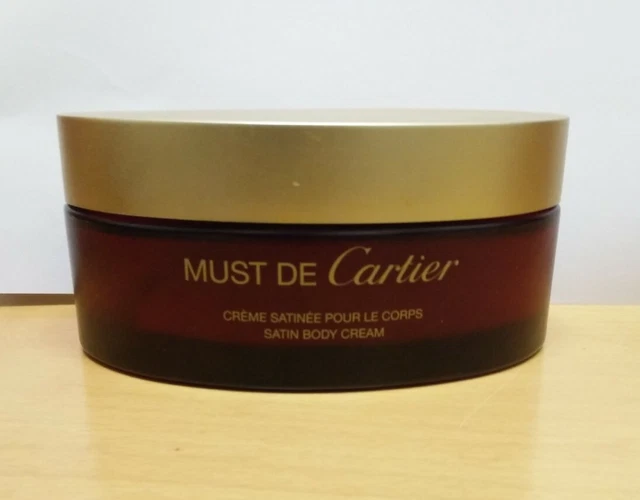 MUST DE Cartier
CRÈME SATINÉE POUR LE CORPS
SATIN BODY CREAM